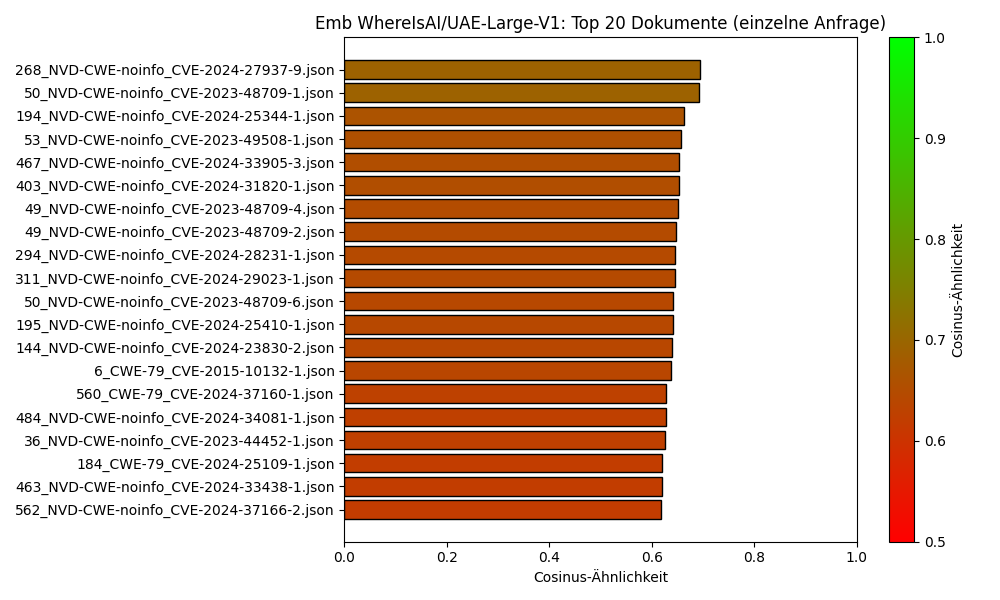 Emb WhereIsAI/UAE-Large-V1: Top 20 Dokumente (einzelne Anfrage)
268_NVD-CWE-noinfo_CVE-2024-27937-9.json
50_NVD-CWE-noinfo_CVE-2023-48709-1.json
194_NVD-CWE-noinfo_CVE-2024-25344-1.json
53_NVD-CWE-noinfo_CVE-2023-49508-1.json
467_NVD-CWE-noinfo_CVE-2024-33905-3.json
403_NVD-CWE-noinfo_CVE-2024-31820-1.json
49_NVD-CWE-noinfo_CVE-2023-48709-4.json
49_NVD-CWE-noinfo_CVE-2023-48709-2.json
294_NVD-CWE-noinfo_CVE-2024-28231-1.json
311_NVD-CWE-noinfo_CVE-2024-29023-1.json
50_NVD-CWE-noinfo_CVE-2023-48709-6.json
195_NVD-CWE-noinfo_CVE-2024-25410-1.json
144_NVD-CWE-noinfo_CVE-2024-23830-2.json
6_CWE-79_CVE-2015-10132-1.json
560_CWE-79_CVE-2024-37160-1.json
484_NVD-CWE-noinfo_CVE-2024-34081-1.json
36_NVD-CWE-noinfo_CVE-2023-44452-1.json
184_CWE-79_CVE-2024-25109-1.json
463_NVD-CWE-noinfo_CVE-2024-33438-1.json
562_NVD-CWE-noinfo_CVE-2024-37166-2.json
0.0 0.2 0.4 0.6 0.8 1.0
Cosinus-Ähnlichkeit
1.0
0.9
0.8
0.7
0.6
0.5
Cosinus-Ähnlichkeit